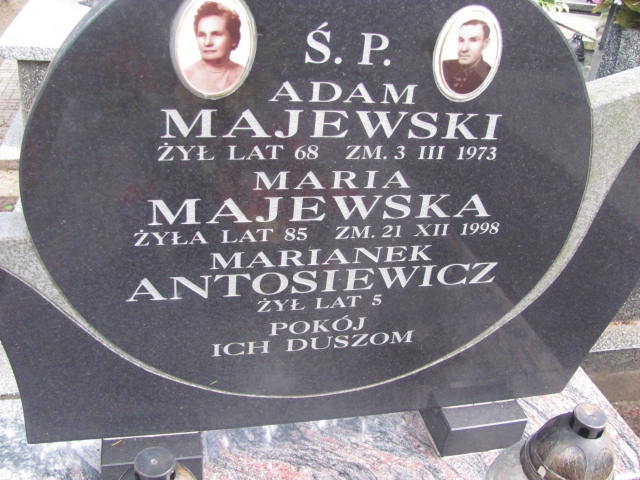 Ś. P.
ADAM
MAJEWSKI
ŻYŁ LAT 68 ZM. 3 III 1973
MARIA
MAJEWSKA
ŻYŁA LAT 85 ZM. 21 XII 1998
MARIANEK
ANTOSIEWICZ
ŻYŁ LAT 5
POKÓJ
ICH DUSZOM